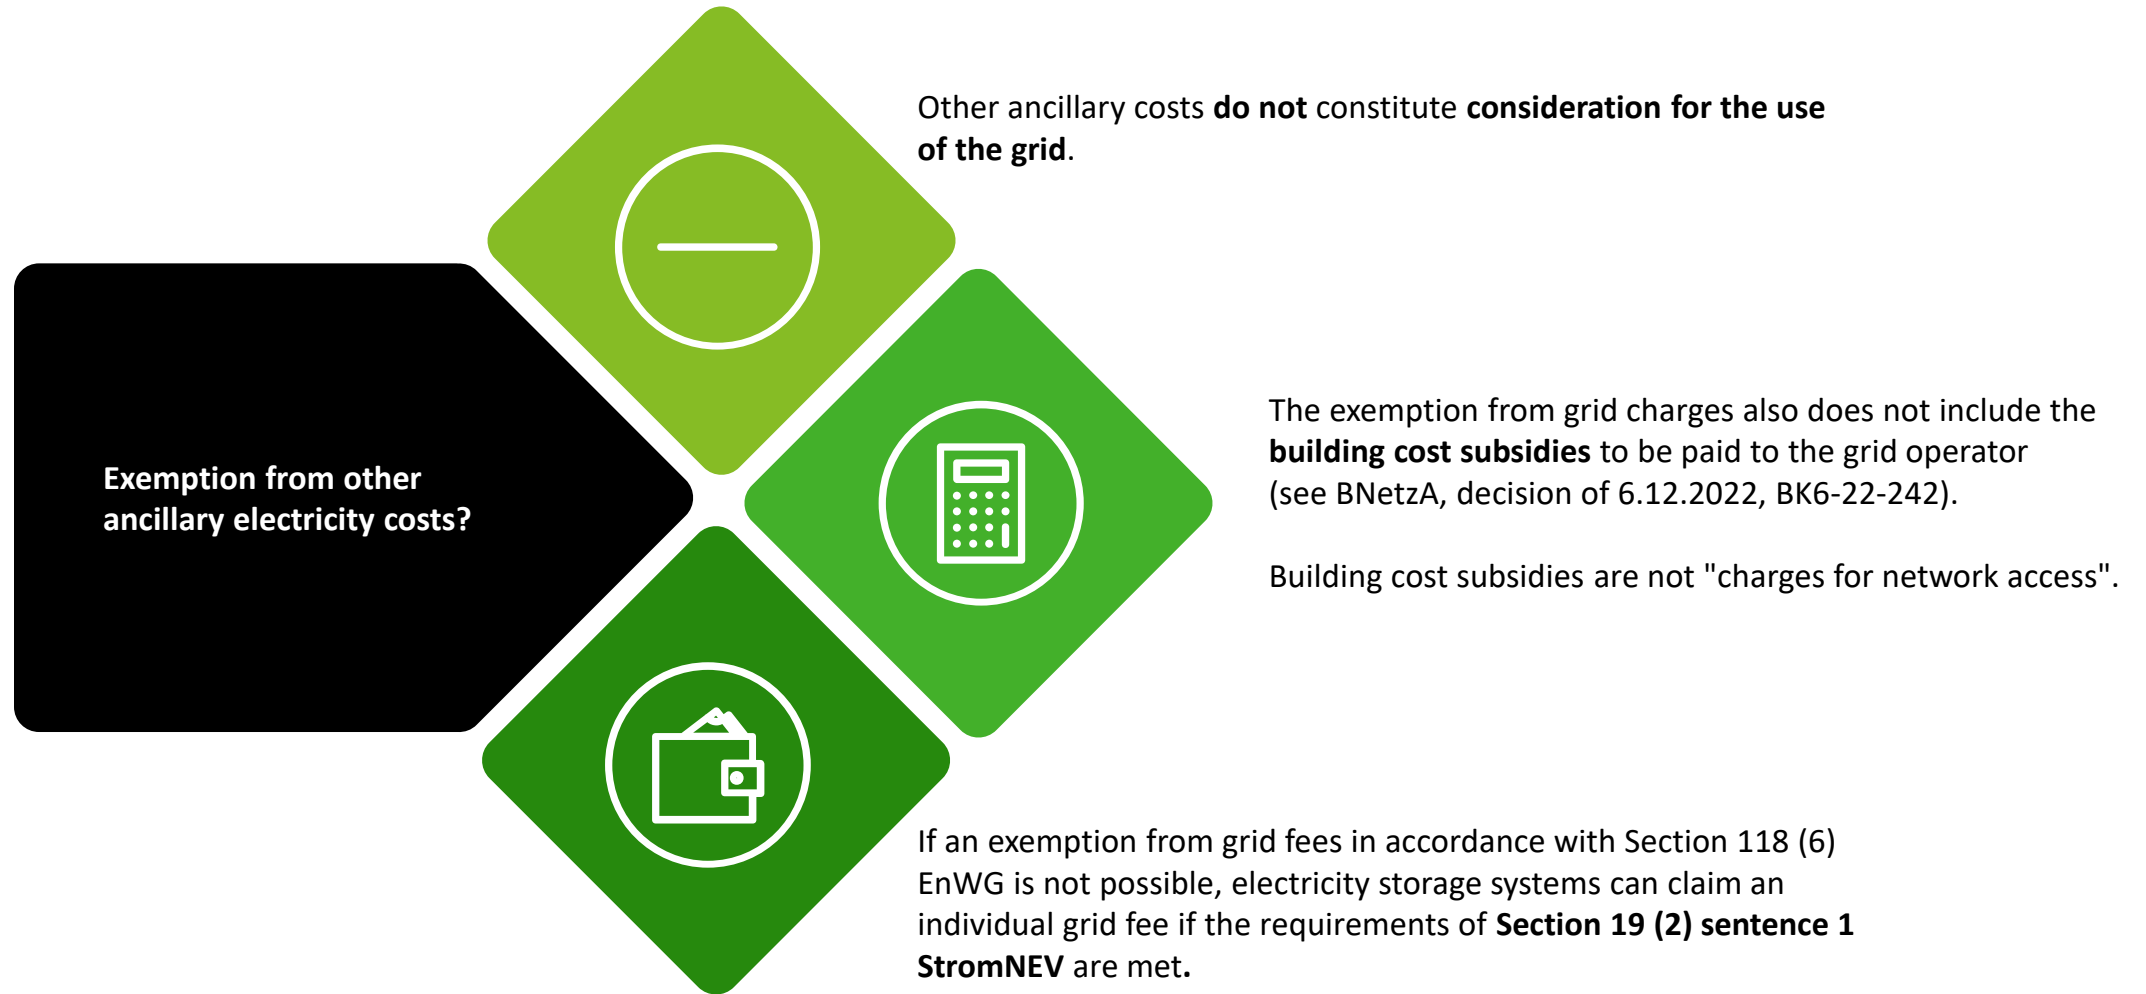 Other ancillary costs do not constitute consideration for the use
of the grid.
Exemption from other
ancillary electricity costs?
The exemption from grid charges also does not include the
building cost subsidies to be paid to the grid operator
(see BNetzA, decision of 6.12.2022, BK6-22-242).
Building cost subsidies are not "charges for network access".
If an exemption from grid fees in accordance with Section 118 (6)
EnWG is not possible, electricity storage systems can claim an
individual grid fee if the requirements of Section 19 (2) sentence 1
StromNEV are met.